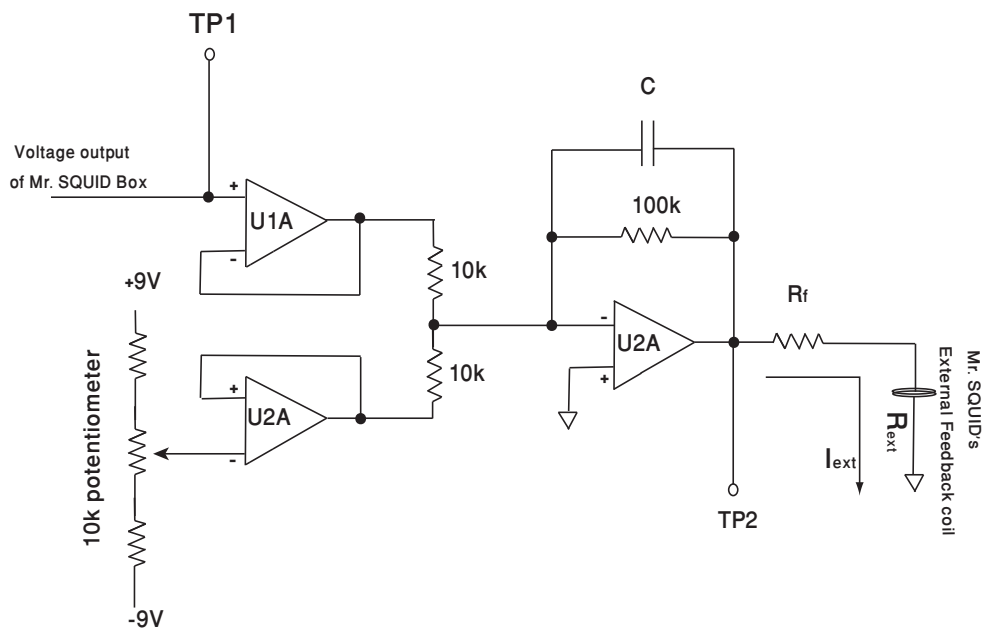 TP1
C
Voltage output
of Mr. SQUID Box
+
U1A
-
100k
10k
+9V
Rf
10k potentiometer
+
U2A
-
10k
-
U2A
+
Rext
Mr. SQUID's
External Feedback coil
Iext
TP2
-9V